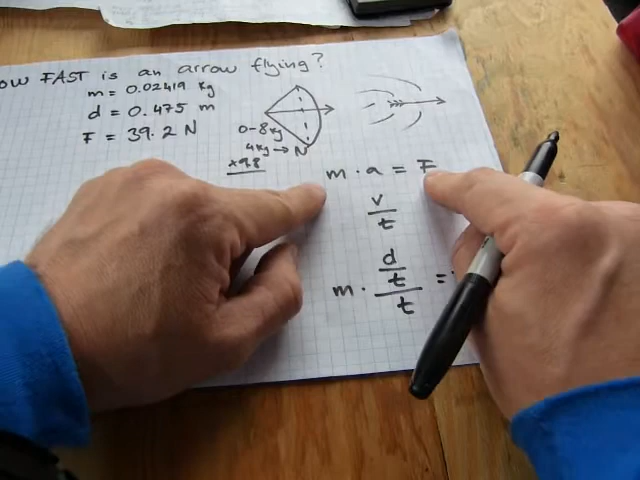 ow FAST is an arrow flying?
m = 0.02419 kg
d = 0.475 m
F = 39.2 N
0-8kg
4kg → N
×9.8
m · a = F
v
t
d
t
m · =
t